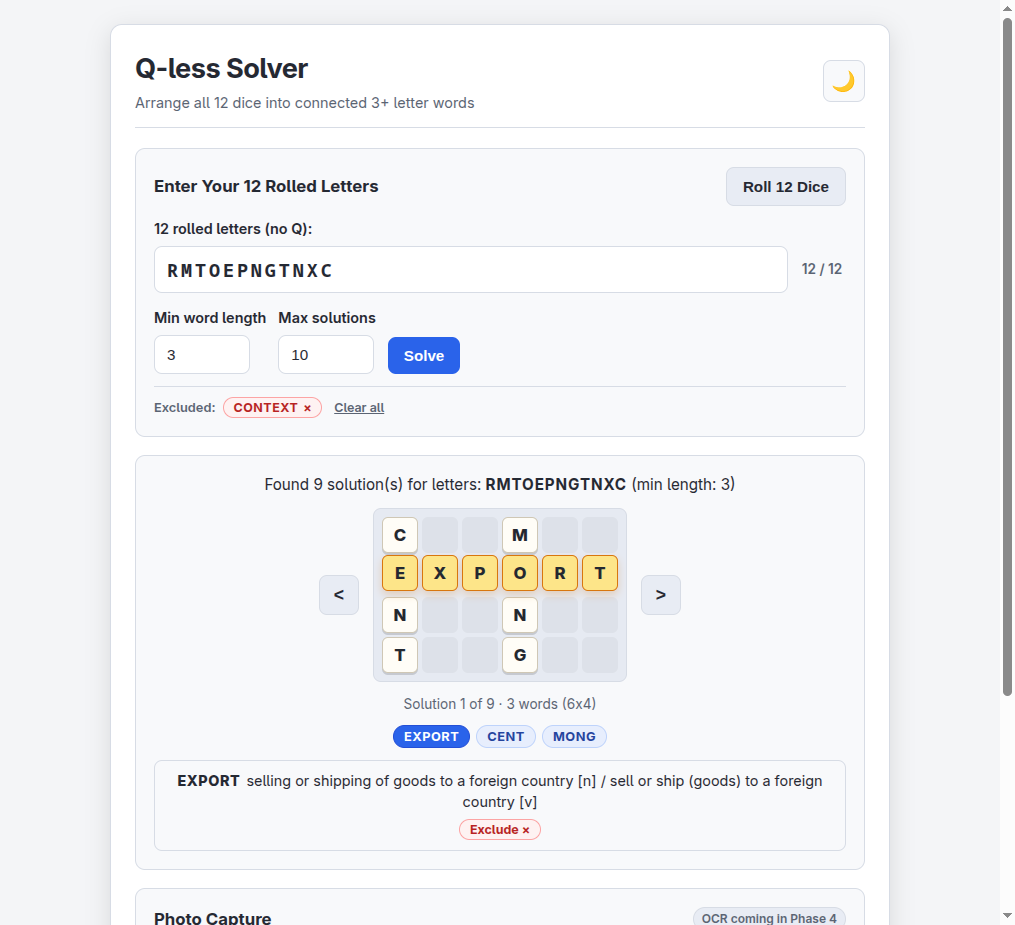 Q-less Solver
Arrange all 12 dice into connected 3+ letter words
Enter Your 12 Rolled Letters
Roll 12 Dice
12 rolled letters (no Q):
RMTOEPNGTNXC
12 / 12
Min word length Max solutions
3 10 Solve
Excluded: CONTEXT × Clear all
Found 9 solution(s) for letters: RMTOEPNGTNXC (min length: 3)
C M
E X P O R T
< >
N N
T G
Solution 1 of 9 · 3 words (6x4)
EXPORT CENT MONG
EXPORT selling or shipping of goods to a foreign country [n] / sell or ship (goods) to a foreign
country [v]
Exclude ×
Photo Capture
OCR coming in Phase 4